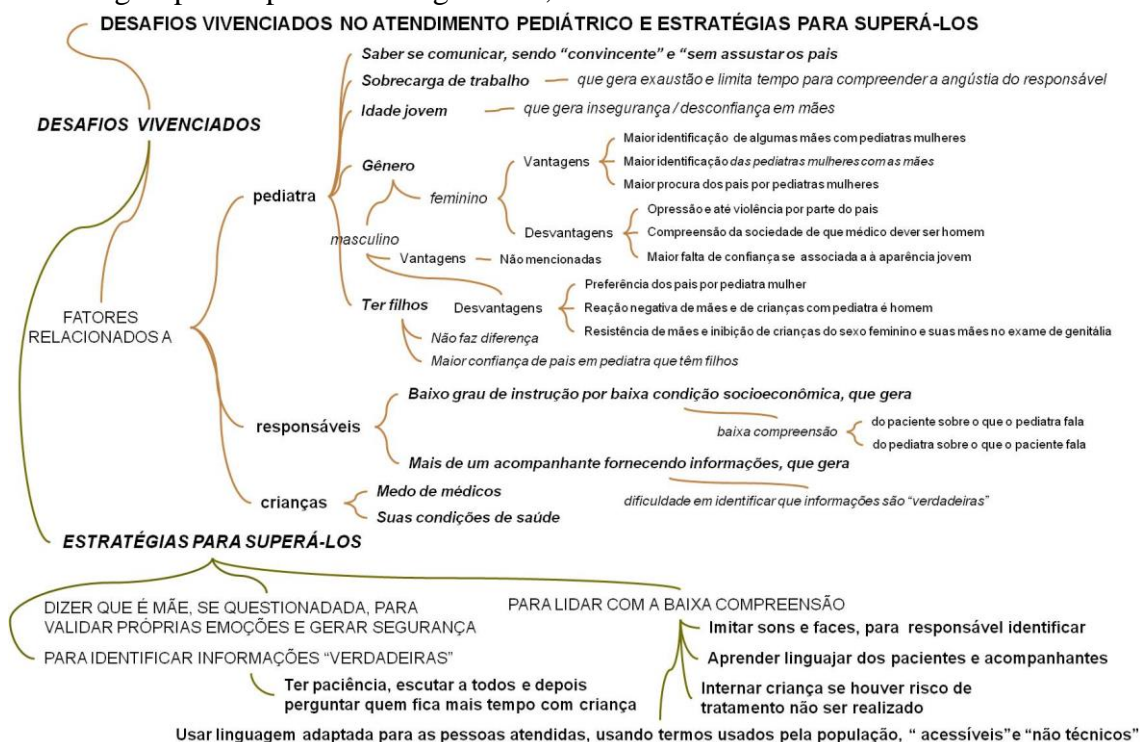 DESAFIOS VIVENCIADOS NO ATENDIMENTO PEDIÁTRICO E ESTRATÉGIAS PARA SUPERÁ-LOS
DESAFIOS VIVENCIADOS
FATORES
RELACIONADOS A
pediatra
Saber se comunicar, sendo “convincente” e “sem assustar os pais
Sobrecarga de trabalho
que gera exaustão e limita tempo para compreender a angústia do responsável
Idade jovem
que gera insegurança / desconfiança em mães
Gênero
feminino
Vantagens
Maior identificação de algumas mães com pediatras mulheres
Maior identificação das pediatras mulheres com as mães
Maior procura dos pais por pediatras mulheres
Desvantagens
Opressão e até violência por parte do pais
Compreensão da sociedade de que médico dever ser homem
Maior falta de confiança se associada a à aparência jovem
masculino
Vantagens
Não mencionadas
Desvantagens
Preferência dos pais por pediatra mulher
Reação negativa de mães e de crianças com pediatra é homem
Resistência de mães e inibição de crianças do sexo feminino e suas mães no exame de genitália
Ter filhos
Não faz diferença
Maior confiança de pais em pediatra que têm filhos
responsáveis
Baixo grau de instrução por baixa condição socioeconômica, que gera
baixa compreensão
do paciente sobre o que o pediatra fala
do pediatra sobre o que o paciente fala
Mais de um acompanhante fornecendo informações, que gera
dificuldade em identificar que informações são “verdadeiras”
crianças
Medo de médicos
Suas condições de saúde
ESTRATÉGIAS PARA SUPERÁ-LOS
DIZER QUE É MÃE, SE QUESTIONADADA, PARA
VALIDAR PRÓPRIAS EMOÇÕES E GERAR SEGURANÇA
PARA IDENTIFICAR INFORMAÇÕES “VERDADEIRAS”
Ter paciência, escutar a todos e depois
perguntar quem fica mais tempo com criança
PARA LIDAR COM A BAIXA COMPREENSÃO
Imitar sons e faces, para responsável identificar
Aprender linguajar dos pacientes e acompanhantes
Internar criança se houver risco de
tratamento não ser realizado
Usar linguagem adaptada para as pessoas atendidas, usando termos usados pela população, “ acessíveis”e “não técnicos”